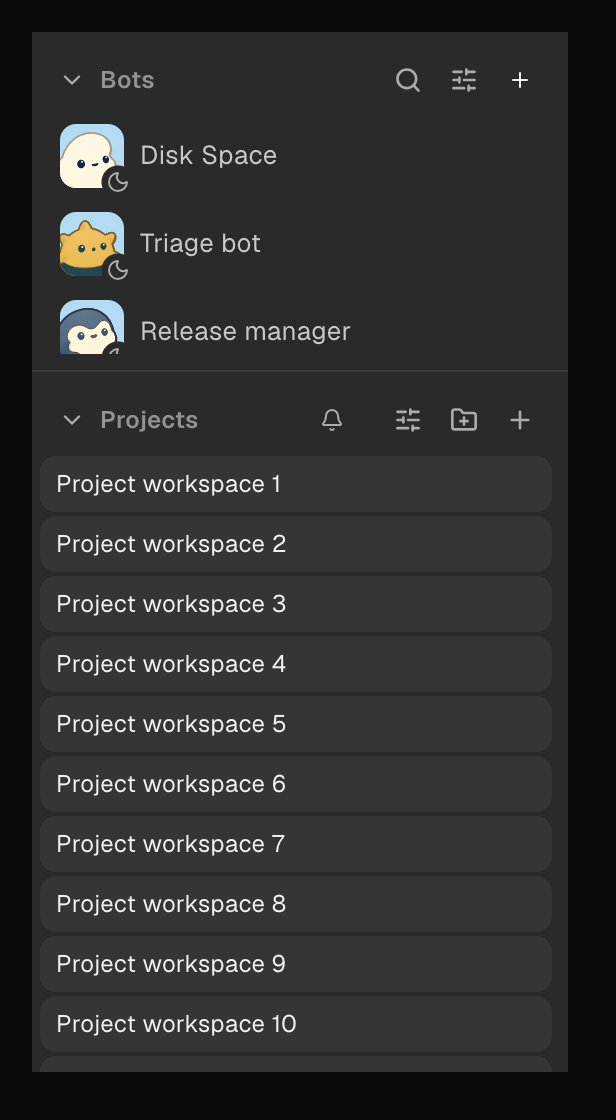 Bots
Disk Space
Triage bot
Release manager
Projects
Project workspace 1
Project workspace 2
Project workspace 3
Project workspace 4
Project workspace 5
Project workspace 6
Project workspace 7
Project workspace 8
Project workspace 9
Project workspace 10